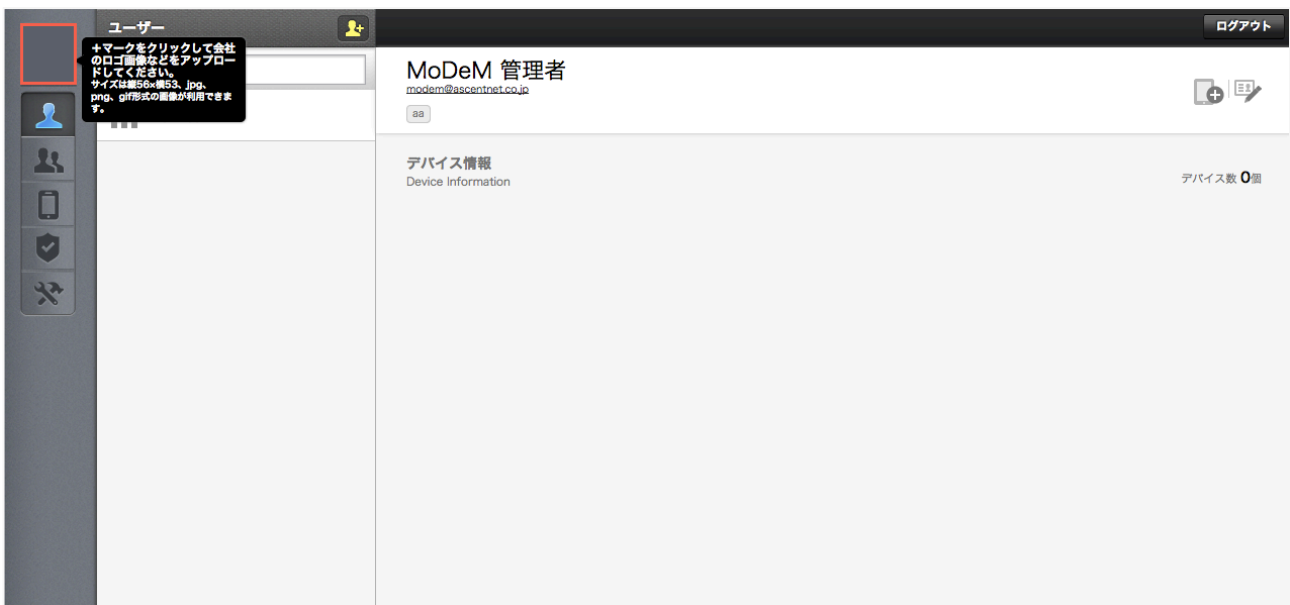 ユーザー
ログアウト
+マークをクリックして会社
のロゴ画像などをアップロー
ドしてください。
サイズは縦56×横53、jpg、
png、gif形式の画像が利用できま
す。
MoDeM 管理者
modem@ascentnet.co.jp
aa
デバイス情報
Device Information
デバイス数 0個